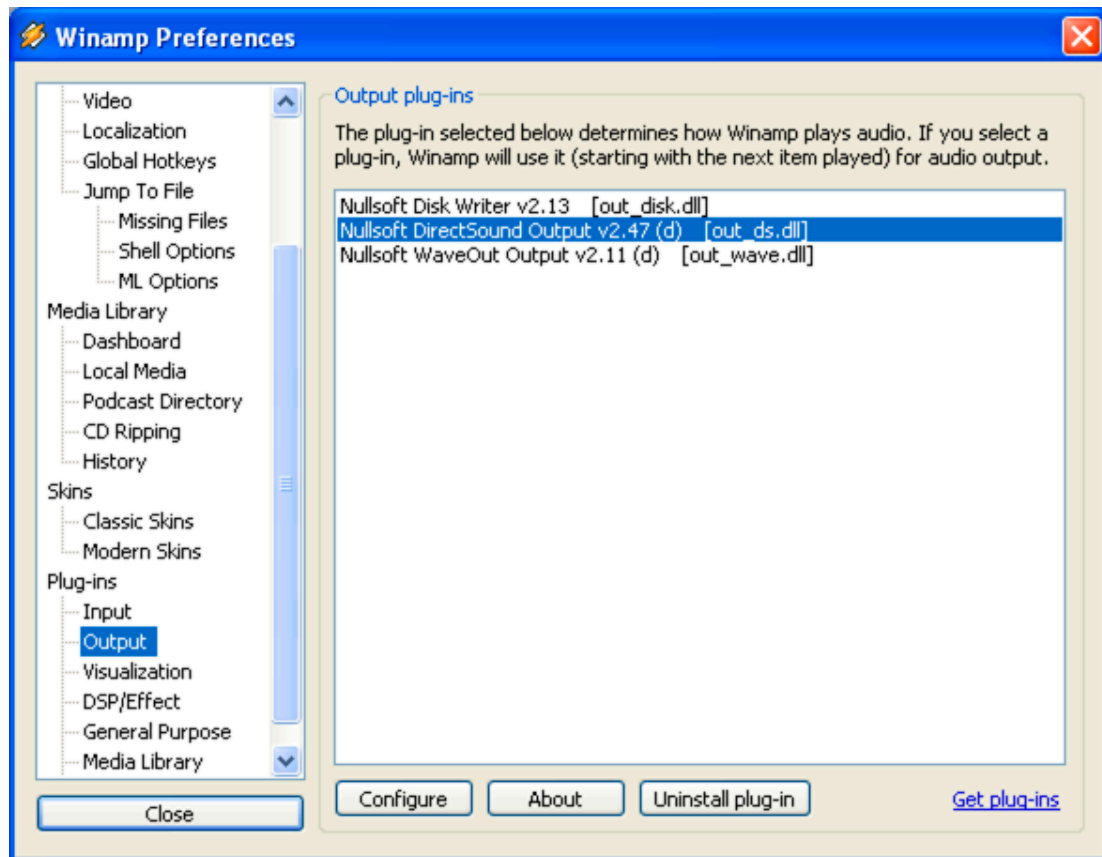 Winamp Preferences
Video
Localization
Global Hotkeys
Jump To File
Missing Files
Shell Options
ML Options
Media Library
Dashboard
Local Media
Podcast Directory
CD Ripping
History
Skins
Classic Skins
Modern Skins
Plug-ins
Input
Output
Visualization
DSP/Effect
General Purpose
Media Library
Close
Output plug-ins
The plug-in selected below determines how Winamp plays audio. If you select a
plug-in, Winamp will use it (starting with the next item played) for audio output.
Nullsoft Disk Writer v2.13 [out_disk.dll]
Nullsoft DirectSound Output v2.47 (d) [out_ds.dll]
Nullsoft WaveOut Output v2.11 (d) [out_wave.dll]
Configure About Uninstall plug-in Get plug-ins